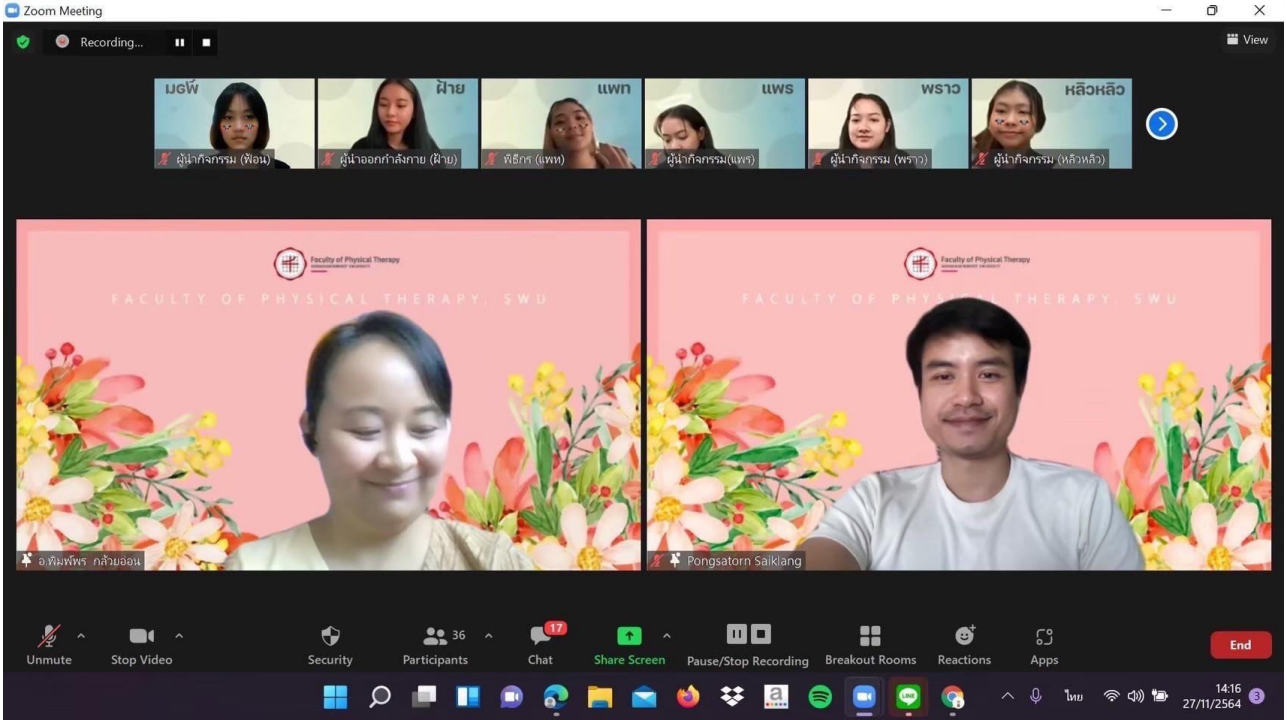 Zoom Meeting
Recording...
View
ฝ้าย
แพท
แพร
พราว
หลิวหลิว
ผู้นำกิจกรรม (ฟ้อน)
ผู้นำออกกำลังกาย (ฝ้าย)
พิธีกร (แพท)
ผู้นำกิจกรรม(แพร)
ผู้นำกิจกรรม (พราว)
ผู้นำกิจกรรม (หลิวหลิว)
Faculty of Physical Therapy
FACULTY OF PHYSICAL THERAPY, SWU
Faculty of Physical Therapy
FACULTY OF PHYSICAL THERAPY, SWU
อ.พิมพ์พร กล้วยอ่อน
Pongsatorn Saiklang
36
17
Unmute
Stop Video
Security
Participants
Chat
Share Screen
Pause/Stop Recording
Breakout Rooms
Reactions
Apps
End
a
LINE
ไทย
14:16
27/11/2564
3